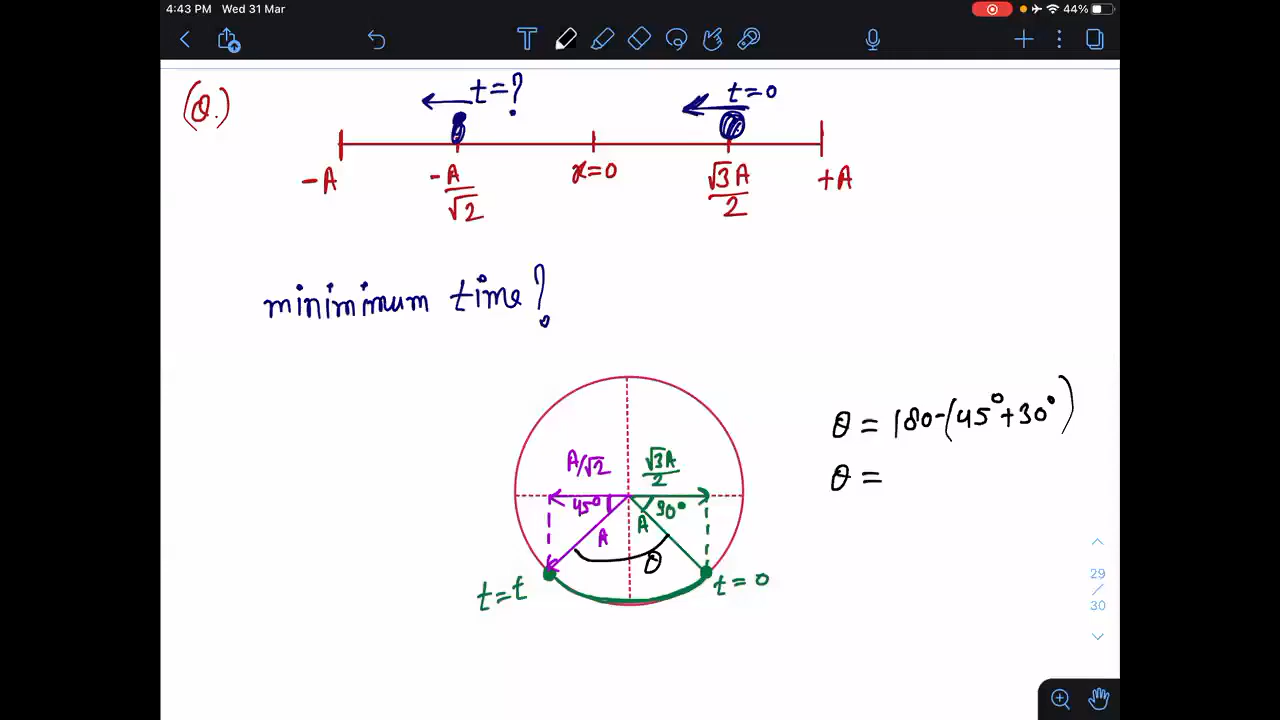 4:43 PM Wed 31 Mar
44%
T
(Q.)
t=?
t=0
-A
-A/√2
x=0
√3A/2
+A
minimimum time?
A/√2
√3A/2
45°
30°
A
A
θ
t=t
t=0
θ = 180-(45°+30°)
θ =
29
/
30